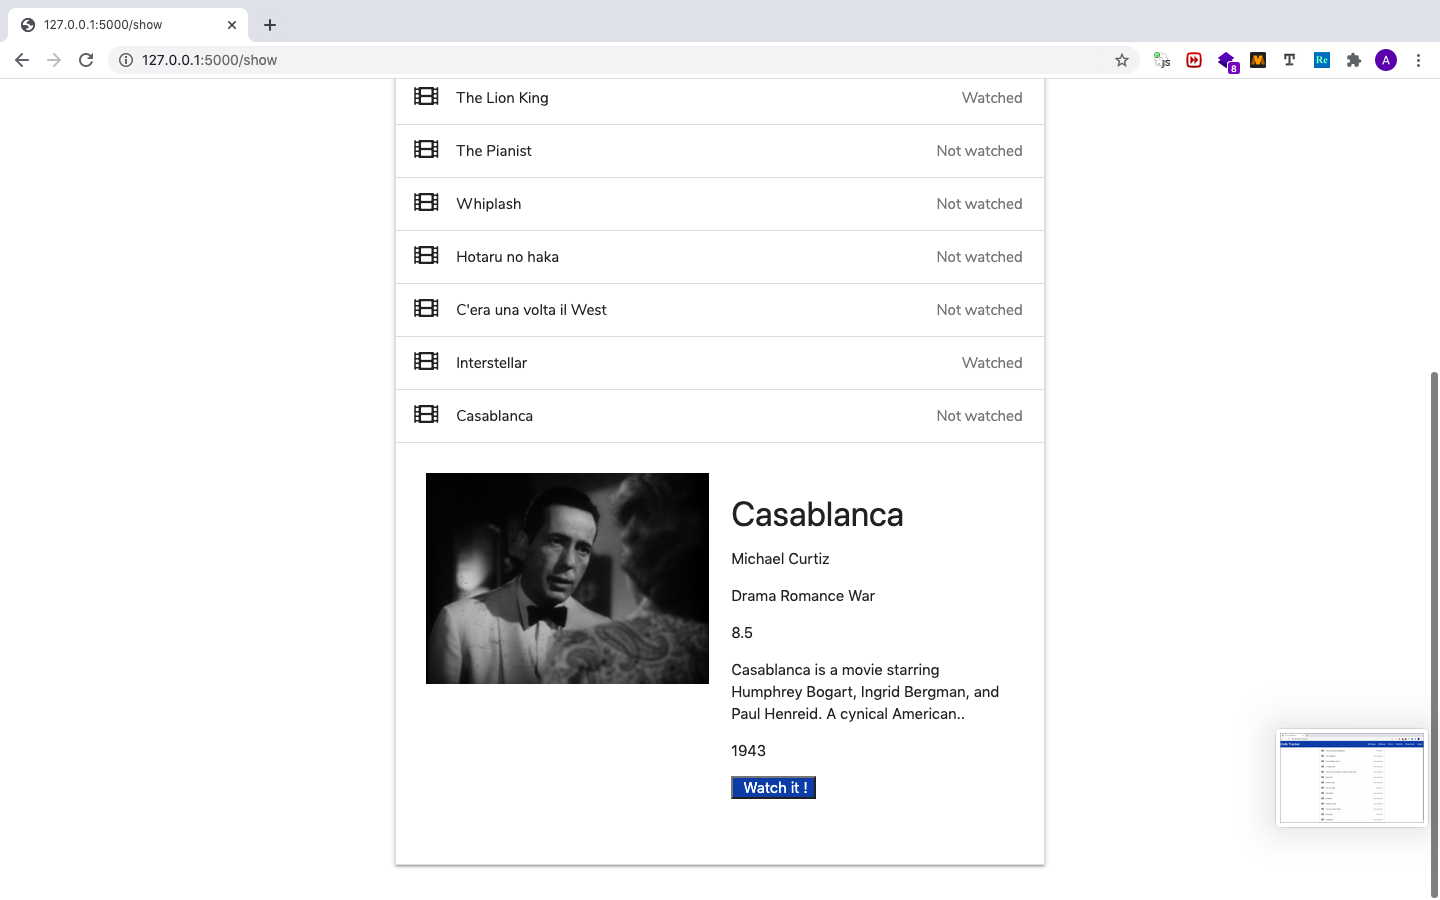 127.0.0.1:5000/show
127.0.0.1:5000/show
JS
8
T
Re
A
The Lion King Watched
The Pianist Not watched
Whiplash Not watched
Hotaru no haka Not watched
C'era una volta il West Not watched
Interstellar Watched
Casablanca Not watched
Casablanca
Michael Curtiz
Drama Romance War
8.5
Casablanca is a movie starring
Humphrey Bogart, Ingrid Bergman, and
Paul Henreid. A cynical American..
1943
Watch it !